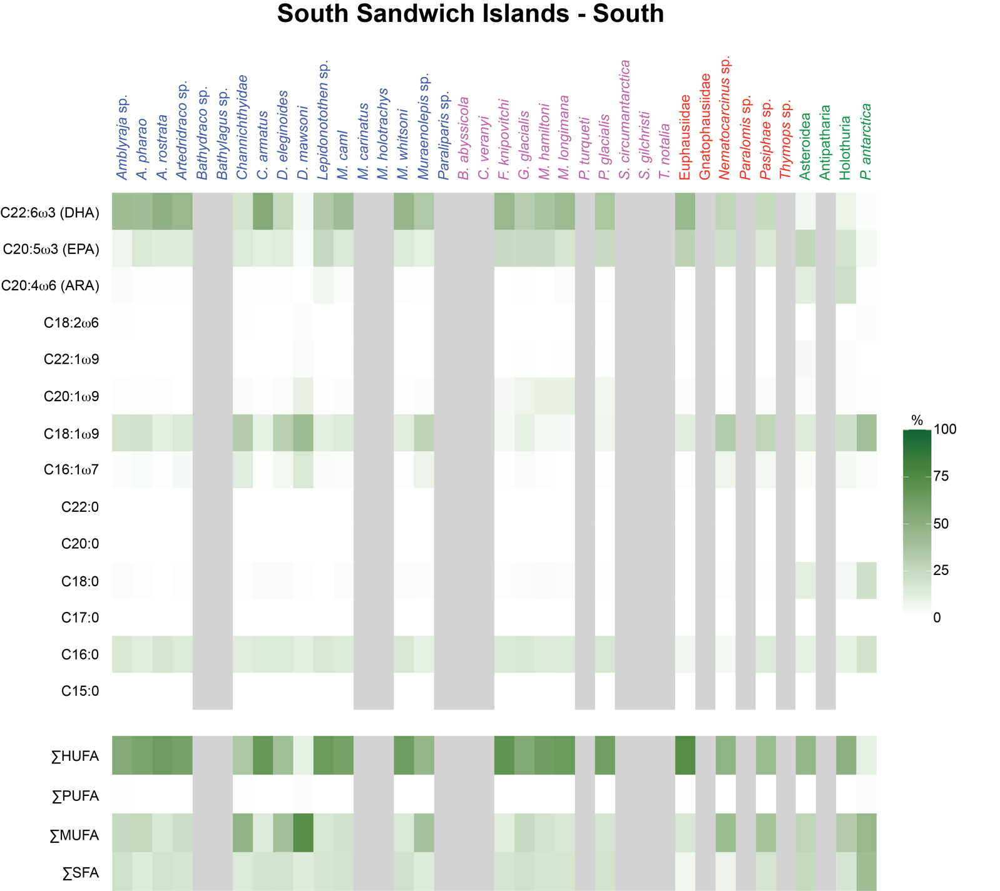 South Sandwich Islands - South
Amblyraja sp.
A. pharao
A. rostrata
Artedridraco sp.
Bathydraco sp.
Bathylagus sp.
Channichthyidae
C. armatus
D. eleginoides
D. mawsoni
Lepidonotothen sp.
M. caml
M. carinatus
M. holotrachys
M. whitsoni
Muraenolepis sp.
Paraliparis sp.
B. abyssicola
C. veranyi
F. knipovitchi
G. glacialis
M. hamiltoni
M. longimana
P. turqueti
P. glacialis
S. circumantarctica
S. gilchristi
T. notalia
Euphausiidae
Gnatophausiidae
Nematocarcinus sp.
Paralomis sp.
Pasiphae sp.
Thymops sp.
Asteroidea
Antipatharia
Holothuria
P. antarctica
C22:6ω3 (DHA)
C20:5ω3 (EPA)
C20:4ω6 (ARA)
C18:2ω6
C22:1ω9
C20:1ω9
C18:1ω9
C16:1ω7
C22:0
C20:0
C18:0
C17:0
C16:0
C15:0
∑HUFA
∑PUFA
∑MUFA
∑SFA
%
100
75
50
25
0